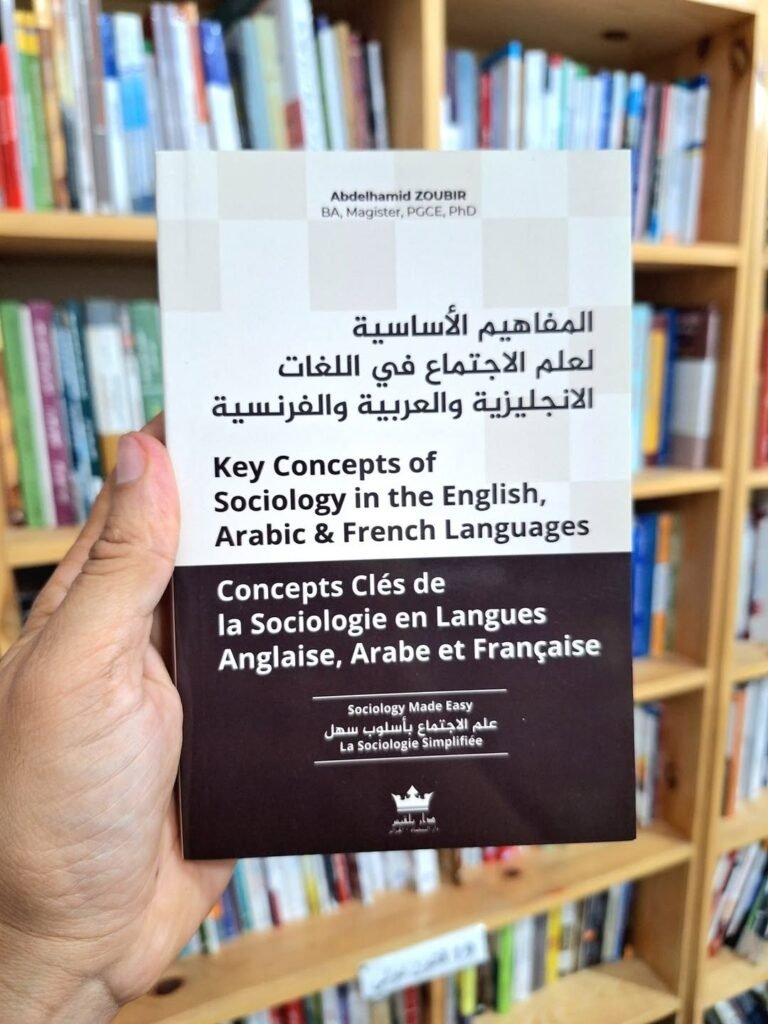 Abdelhamid ZOUBIR
BA, Magister, PGCE, PhD
المفاهيم الأساسية
لعلم الاجتماع في اللغات
الانجليزية والعربية والفرنسية
Key Concepts of
Sociology in the English,
Arabic & French Languages
Concepts Clés de
la Sociologie en Langues
Anglaise, Arabe et Française
Sociology Made Easy
علم الاجتماع بأسلوب سهل
La Sociologie Simplifiée